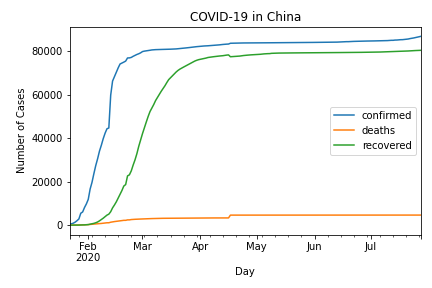 COVID-19 in China
Number of Cases
80000
60000
40000
20000
0
confirmed
deaths
recovered
Feb
2020
Mar
Apr
May
Jun
Jul
Day